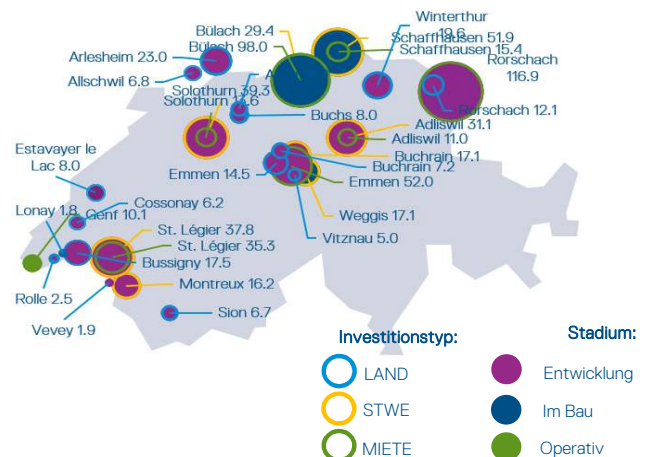 Winterthur
19.6
Bülach 29.4
Schaffhausen 51.9
Bülach 98.0
Schaffhausen 15.4
Arlesheim 23.0
Rorschach
116.9
Allschwil 6.8
A
Solothurn 39.3
Solothurn
Rorschach 12.1
Buchs 8.0
Adliswil 31.1
Adliswil 11.0
Estavayer le
Lac 8.0
Buchrain 17.1
Buchrain 7.2
Emmen 14.5
Emmen 52.0
Cossonay 6.2
Lonay 1.8
Genf 10.1
Weggis 17.1
St. Légier 37.8
Vitznau 5.0
St. Légier 35.3
Bussigny 17.5
Rolle 2.5
Montreux 16.2
Vevey 1.9
Sion 6.7
Investitionstyp:
Stadium:
LAND
Entwicklung
STWE
Im Bau
MIETE
Operativ